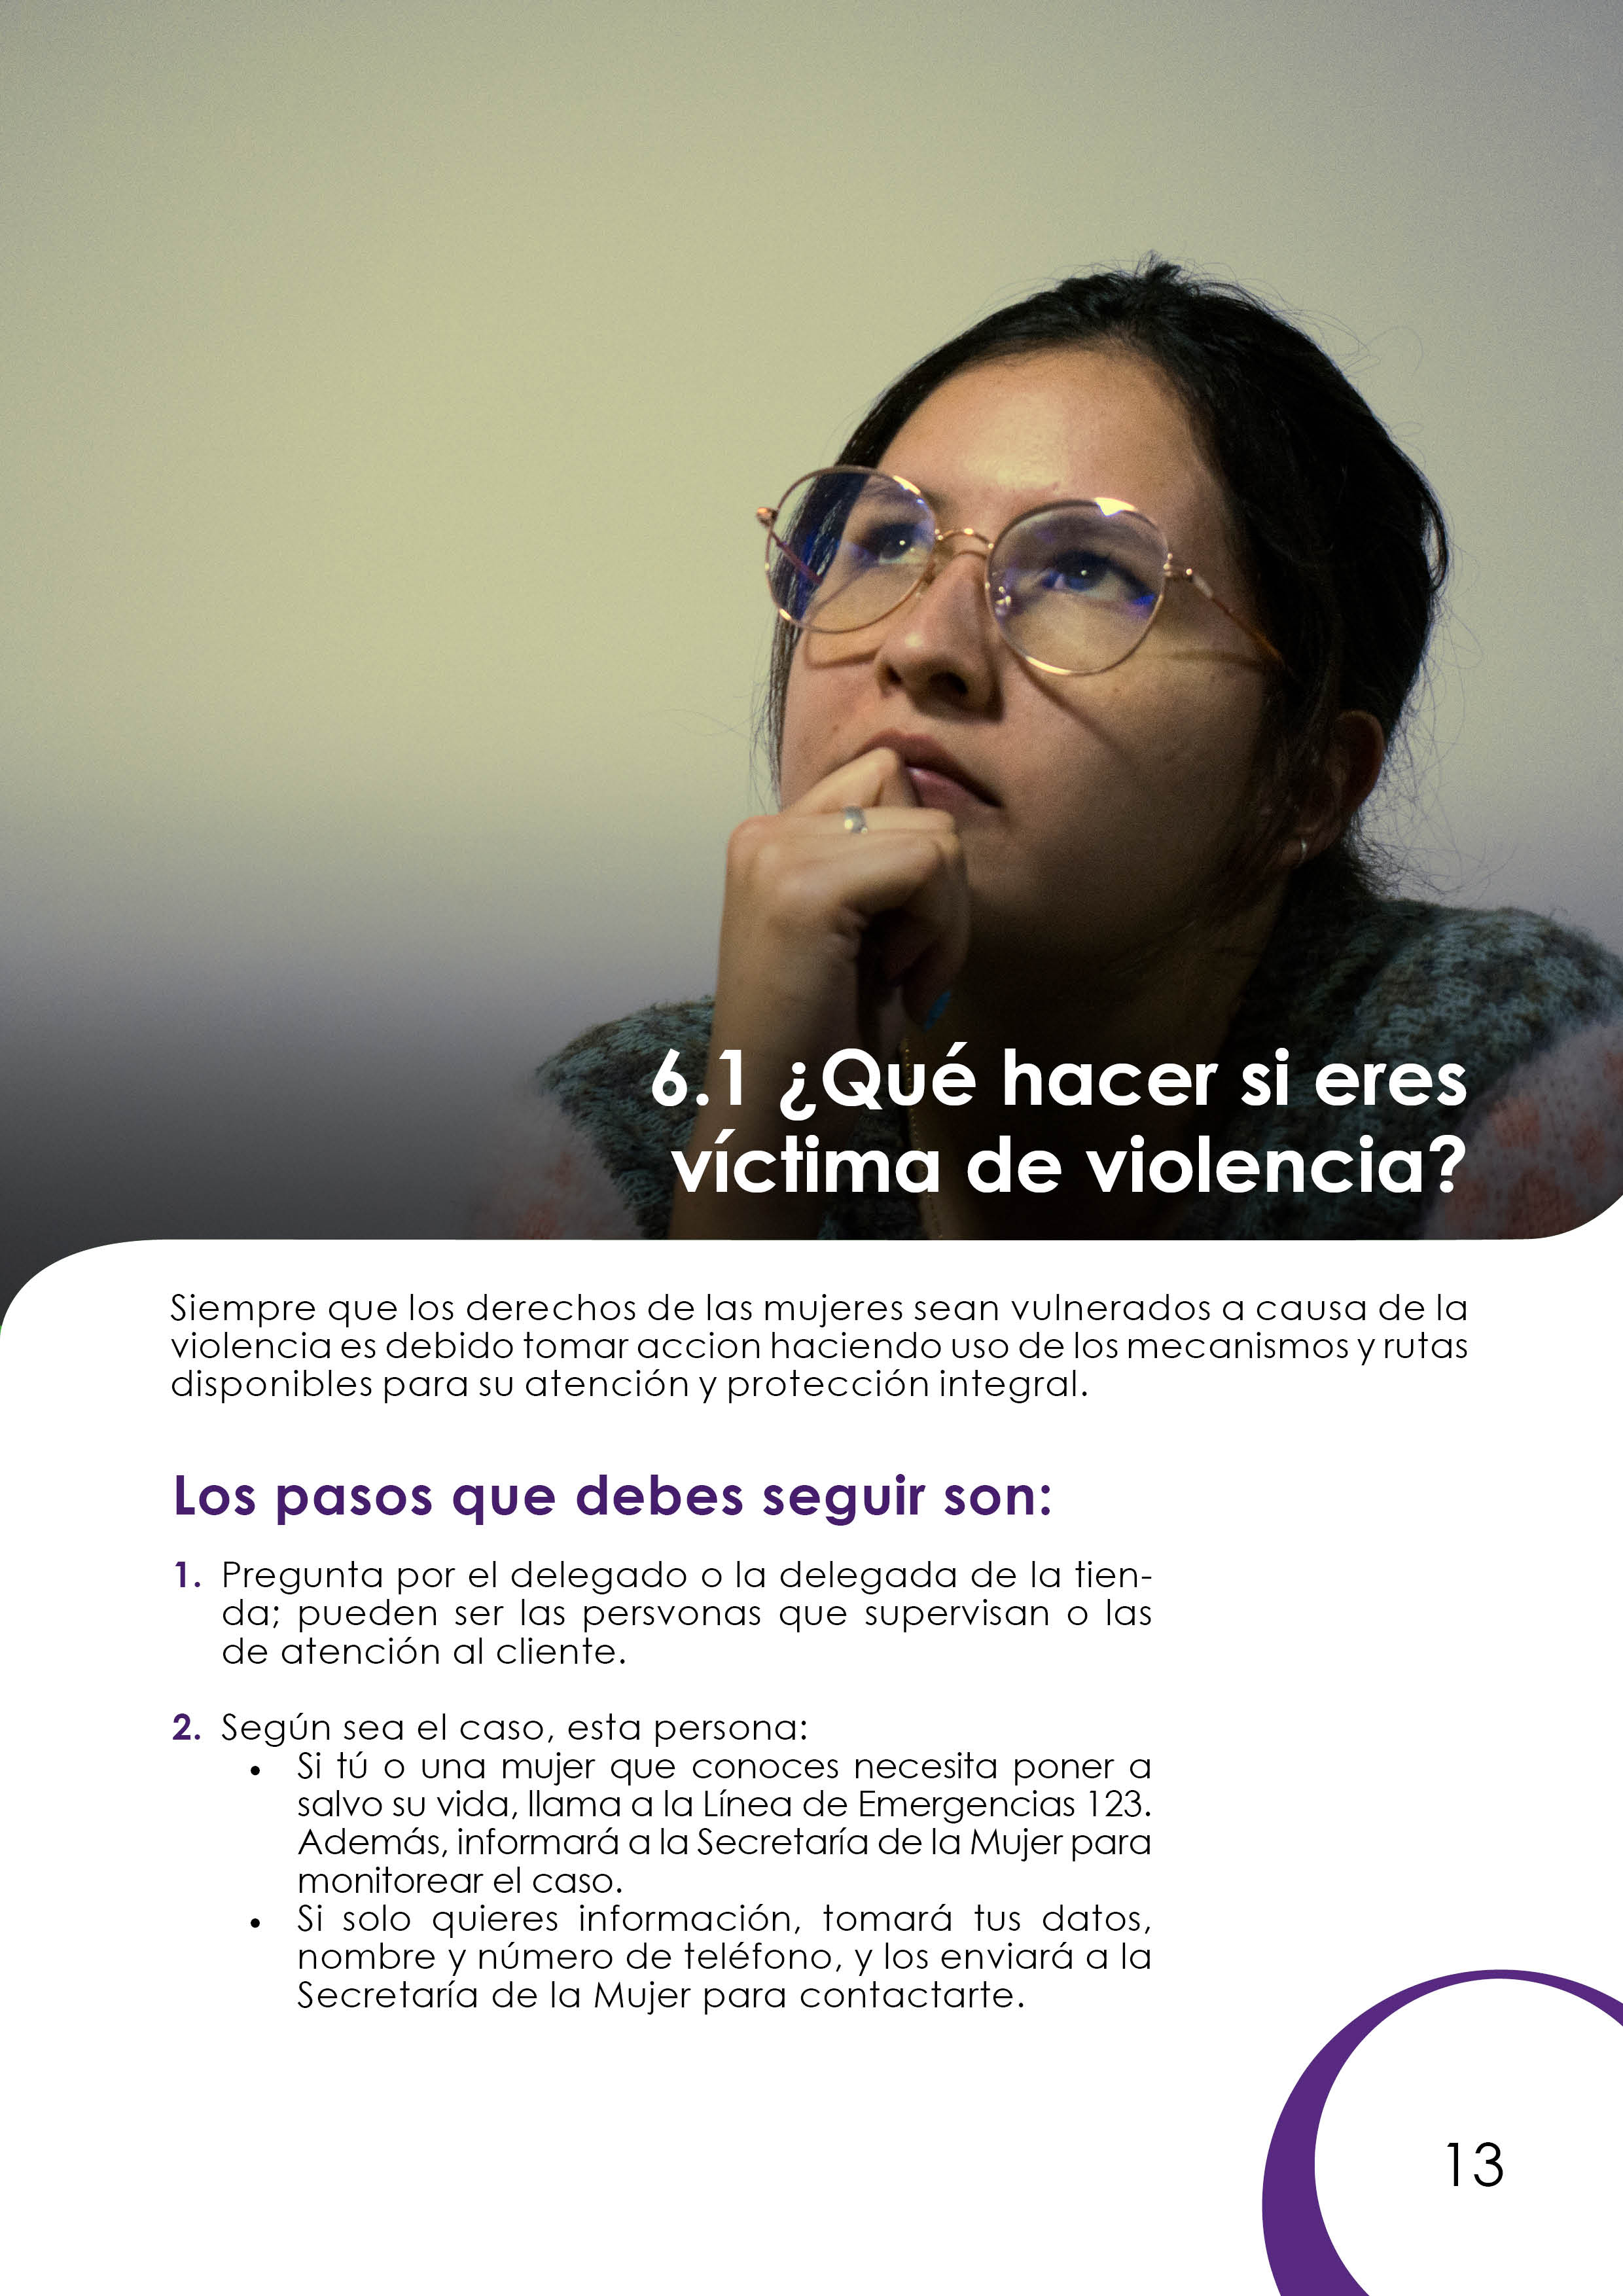 6.1 ¿Qué hacer si eres
víctima de violencia?
Siempre que los derechos de las mujeres sean vulnerados a causa de la
violencia es debido tomar accion haciendo uso de los mecanismos y rutas
disponibles para su atención y protección integral.
Los pasos que debes seguir son:
1. Pregunta por el delegado o la delegada de la tien-
da; pueden ser las persvonas que supervisan o las
de atención al cliente.
2. Según sea el caso, esta persona:
• Si tú o una mujer que conoces necesita poner a
salvo su vida, llama a la Línea de Emergencias 123.
Además, informará a la Secretaría de la Mujer para
monitorear el caso.
• Si solo quieres información, tomará tus datos,
nombre y número de teléfono, y los enviará a la
Secretaría de la Mujer para contactarte.
13